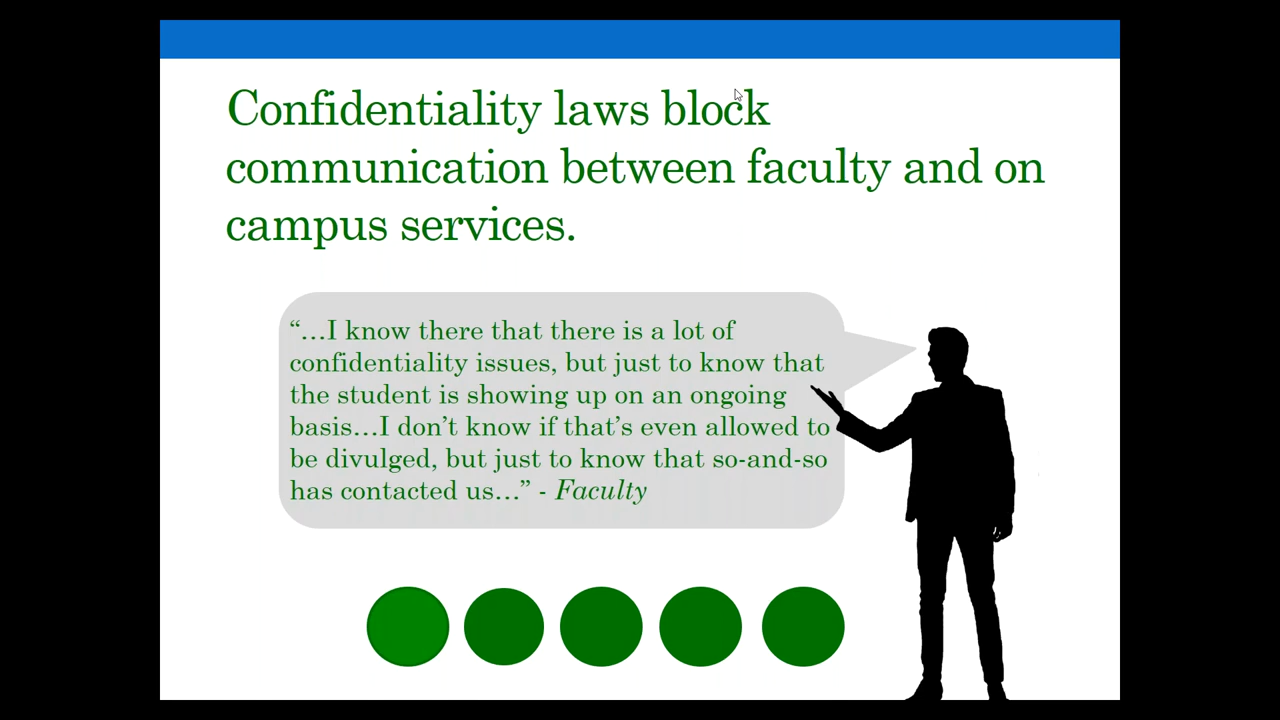 Confidentiality laws block
communication between faculty and on
campus services.
“…I know there that there is a lot of
confidentiality issues, but just to know that
the student is showing up on an ongoing
basis…I don’t know if that’s even allowed to
be divulged, but just to know that so-and-so
has contacted us…” - Faculty